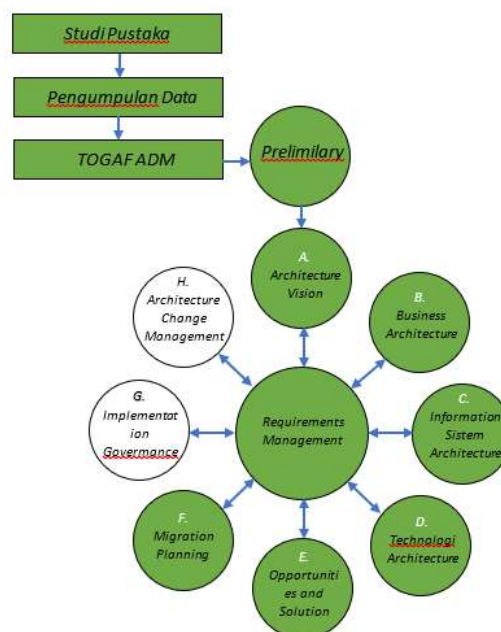 Studi Pustaka
Pengumpulan Data
TOGAF ADM
Prelimilary
A.
Architecture
Vision
H.
Architecture
Change
Management
B.
Business
Architecture
G.
Implementat
ion
Govermance
Requirements
Management
C.
Information
Sistem
Architecture
F.
Migration
Planning
D.
Technologi
Architecture
E.
Opportuniti
es and
Solution